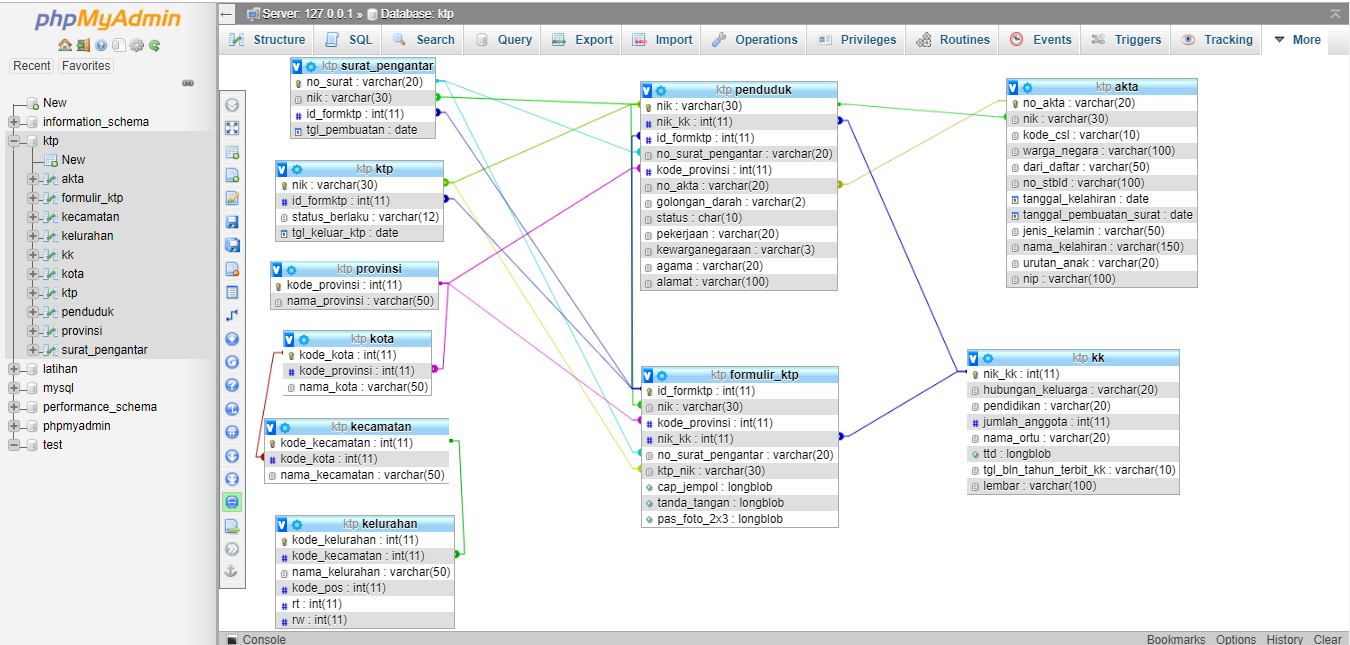 phpMyAdmin
Recent Favorites
New
information_schema
ktp
New
akta
formulir_ktp
kecamatan
kelurahan
kk
kota
ktp
penduduk
provinsi
surat_pengantar
latihan
mysql
performance_schema
phpmyadmin
test
Server: 127.0.0.1 » Database: ktp
Structure SQL Search Query Export Import Operations Privileges Routines Events Triggers Tracking More
ktp surat_pengantar
no_surat : varchar(20)
nik : varchar(30)
id_formktp : int(11)
tgl_pembuatan : date
ktp ktp
nik : varchar(30)
id_formktp : int(11)
status_berlaku : varchar(12)
tgl_keluar_ktp : date
ktp provinsi
kode_provinsi : int(11)
nama_provinsi : varchar(50)
ktp kota
kode_kota : int(11)
kode_provinsi : int(11)
nama_kota : varchar(50)
ktp kecamatan
kode_kecamatan : int(11)
kode_kota : int(11)
nama_kecamatan : varchar(50)
ktp kelurahan
kode_kelurahan : int(11)
kode_kecamatan : int(11)
nama_kelurahan : varchar(50)
kode_pos : int(11)
rt : int(11)
rw : int(11)
ktp penduduk
nik : varchar(30)
nik_kk : int(11)
id_formktp : int(11)
no_surat_pengantar : varchar(20)
kode_provinsi : int(11)
no_akta : varchar(20)
golongan_darah : varchar(2)
status : char(10)
pekerjaan : varchar(20)
kewarganegaraan : varchar(3)
agama : varchar(20)
alamat : varchar(100)
ktp formulir_ktp
id_formktp : int(11)
nik : varchar(30)
kode_provinsi : int(11)
nik_kk : int(11)
no_surat_pengantar : varchar(20)
ktp_nik : varchar(30)
cap_jempol : longblob
tanda_tangan : longblob
pas_foto_2x3 : longblob
ktp akta
no_akta : varchar(20)
nik : varchar(30)
kode_csl : varchar(10)
warga_negara : varchar(100)
dari_daftar : varchar(50)
no_stbld : varchar(100)
tanggal_kelahiran : date
tanggal_pembuatan_surat : date
jenis_kelamin : varchar(50)
nama_kelahiran : varchar(150)
urutan_anak : varchar(20)
nip : varchar(100)
ktp kk
nik_kk : int(11)
hubungan_keluarga : varchar(20)
pendidikan : varchar(20)
jumlah_anggota : int(11)
nama_ortu : varchar(20)
ttd : longblob
tgl_bln_tahun_terbit_kk : varchar(10)
lembar : varchar(100)
Console Bookmarks Options History Clear